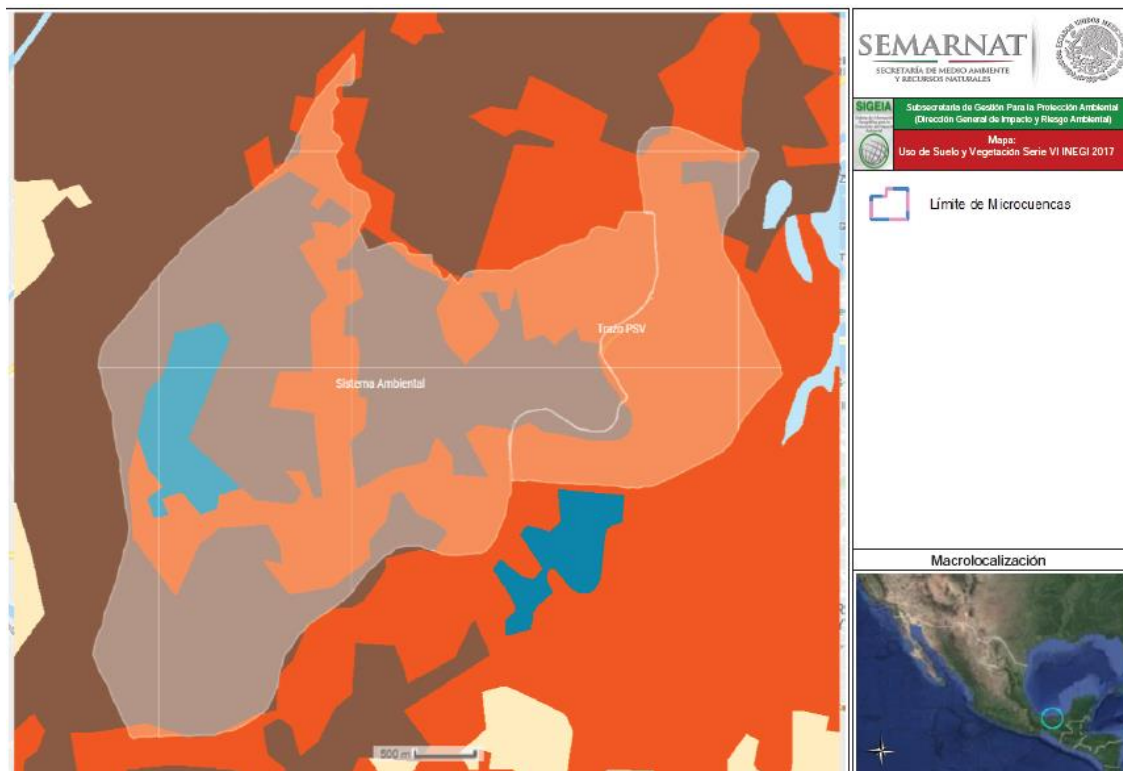 Trazo PSV
Sistema Ambiental
500 m
SEMARNAT
SECRETARÍA DE MEDIO AMBIENTE
Y RECURSOS NATURALES
SIGEIA
Subsecretaria de Gestión Para la Protección Ambiental
(Dirección General de Impacto y Riesgo Ambiental)
Mapa:
Uso de Suelo y Vegetación Serie VI INEGI 2017
Límite de Microcuencas
Macrolocalización